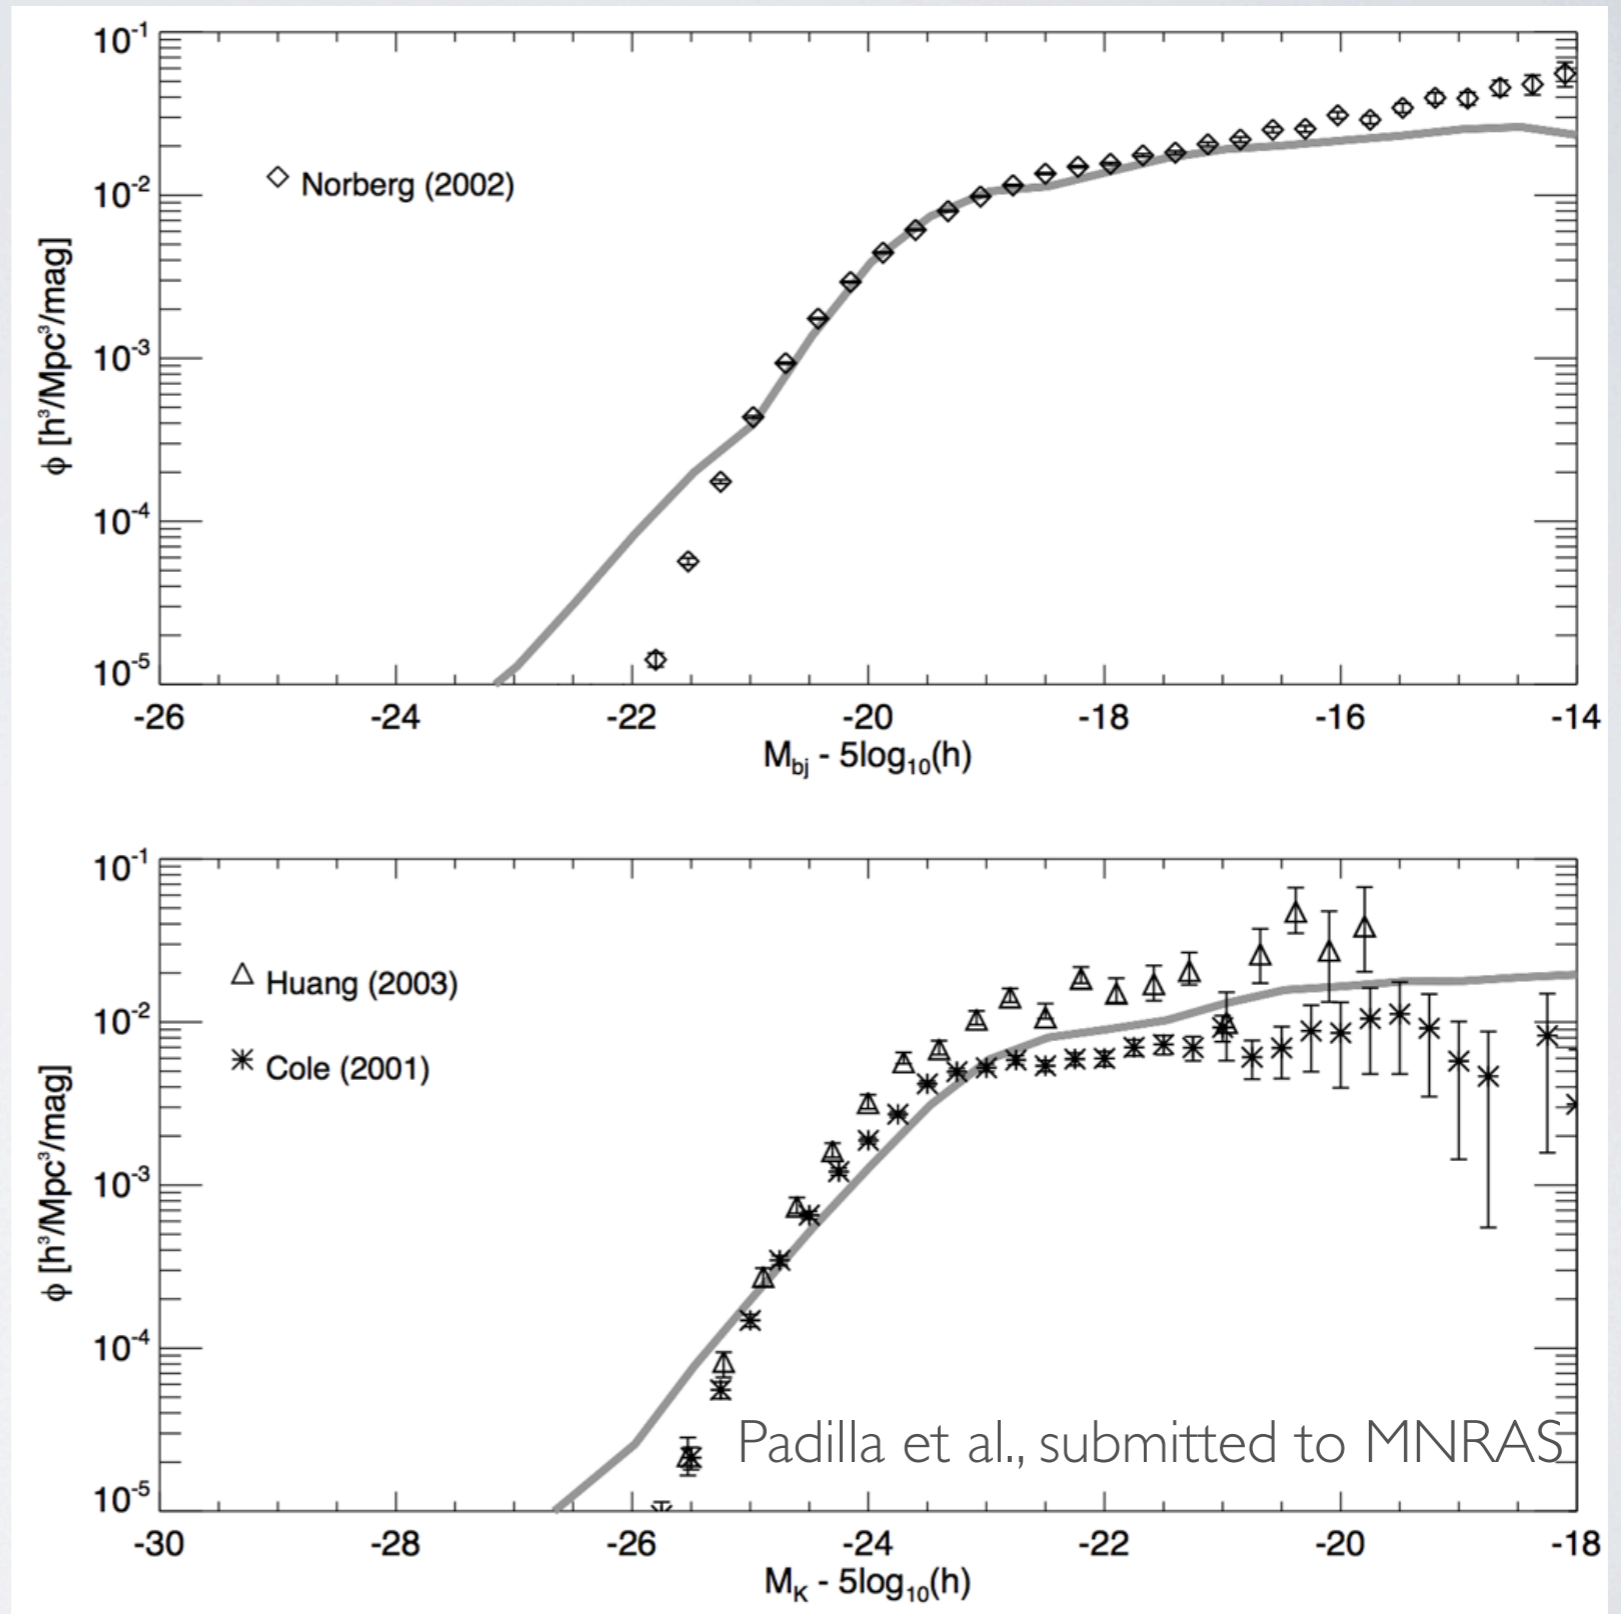 10⁻¹
10⁻²
10⁻³
10⁻⁴
10⁻⁵
ϕ [h³/Mpc³/mag]
Norberg (2002)
-26 -24 -22 -20 -18 -16 -14
M_bj - 5log₁₀(h)
10⁻¹
10⁻²
10⁻³
10⁻⁴
10⁻⁵
ϕ [h³/Mpc³/mag]
Huang (2003)
Cole (2001)
Padilla et al., submitted to MNRAS
-30 -28 -26 -24 -22 -20 -18
M_K - 5log₁₀(h)